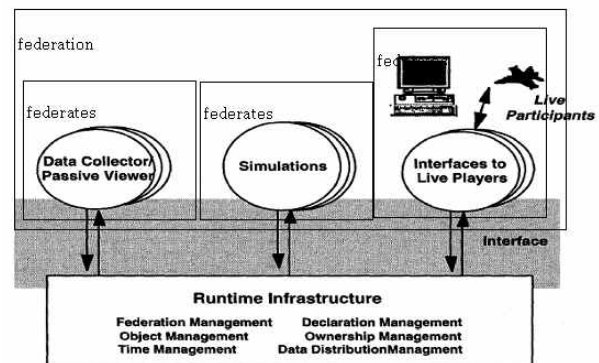 federation
fed
federates
federates
Live
Participants
Data Collector/
Passive Viewer
Simulations
Interfaces to
Live Players
Interface
Runtime Infrastructure
Federation Management Declaration Management
Object Management Ownership Management
Time Management Data DistributionManagment